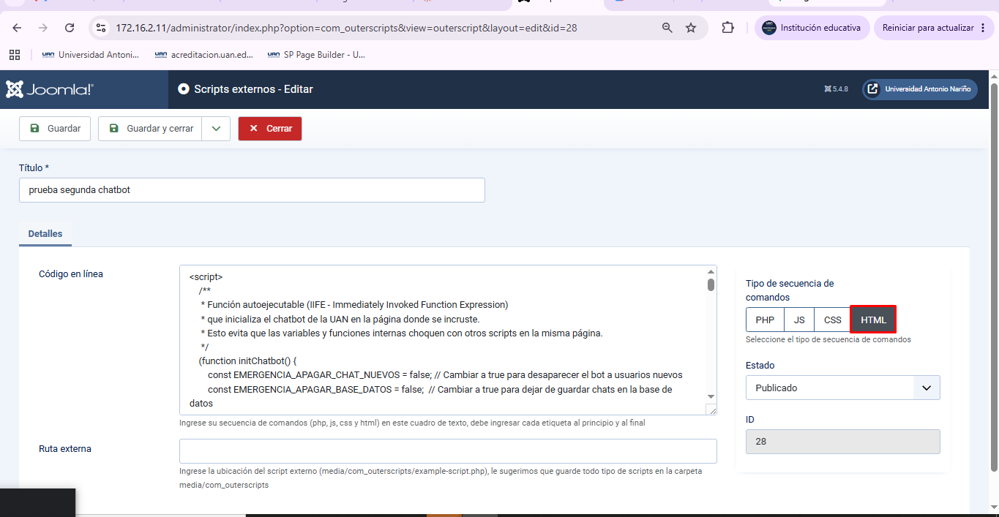 172.16.2.11/administrator/index.php?option=com_outerscripts&view=outerscript&layout=edit&id=28
Institución educativa
Reiniciar para actualizar
UAN Universidad Antoni...
UAN acreditacion.uan.ed...
UAN SP Page Builder - U...
Joomla!
Scripts externos - Editar
5.4.8
Universidad Antonio Nariño
Guardar
Guardar y cerrar
Cerrar
Título *
prueba segunda chatbot
Detalles
Código en línea
<script>
/**
* Función autoejecutable (IIFE - Immediately Invoked Function Expression)
* que inicializa el chatbot de la UAN en la página donde se incruste.
* Esto evita que las variables y funciones internas choquen con otros scripts en la misma página.
*/
(function initChatbot() {
const EMERGENCIA_APAGAR_CHAT_NUEVOS = false; // Cambiar a true para desaparecer el bot a usuarios nuevos
const EMERGENCIA_APAGAR_BASE_DATOS = false; // Cambiar a true para dejar de guardar chats en la base de
datos
Ingrese su secuencia de comandos (php, js, css y html) en este cuadro de texto, debe ingresar cada etiqueta al principio y al final
Ruta externa
Ingrese la ubicación del script externo (media/com_outerscripts/example-script.php), le sugerimos que guarde todo tipo de scripts en la carpeta
media/com_outerscripts
Tipo de secuencia de
comandos
PHP JS CSS HTML
Seleccione el tipo de secuencia de comandos
Estado
Publicado
ID
28